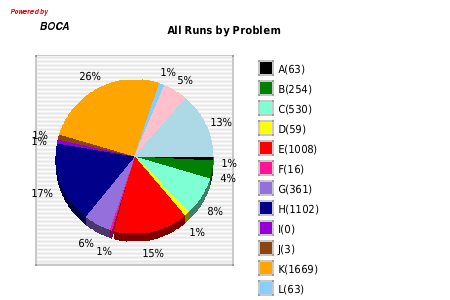 Powered by
BOCA
All Runs by Problem
26%
1%
5%
13%
1%
4%
8%
1%
15%
1%
6%
17%
1%
1%
A(63)
B(254)
C(530)
D(59)
E(1008)
F(16)
G(361)
H(1102)
I(0)
J(3)
K(1669)
L(63)